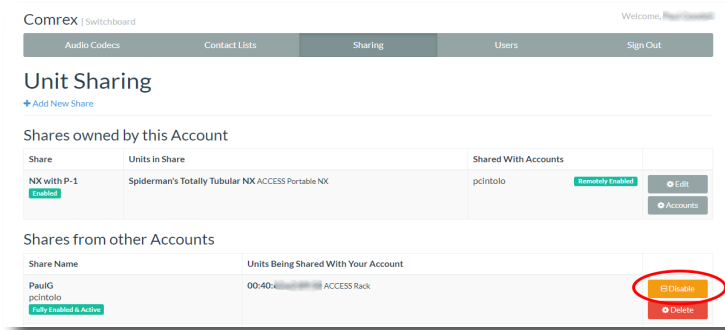 Comrex | Switchboard
Welcome,
Audio Codecs Contact Lists Sharing Users Sign Out
Unit Sharing
+ Add New Share
Shares owned by this Account
Share Units in Share Shared With Accounts
NX with P-1 Spiderman's Totally Tubular NX ACCESS Portable NX pcintolo Remotely Enabled Edit
Enabled
Accounts
Shares from other Accounts
Share Name Units Being Shared With Your Account
PaulG 00:40: ACCESS Rack Disable
pcintolo
Fully Enabled & Active Delete